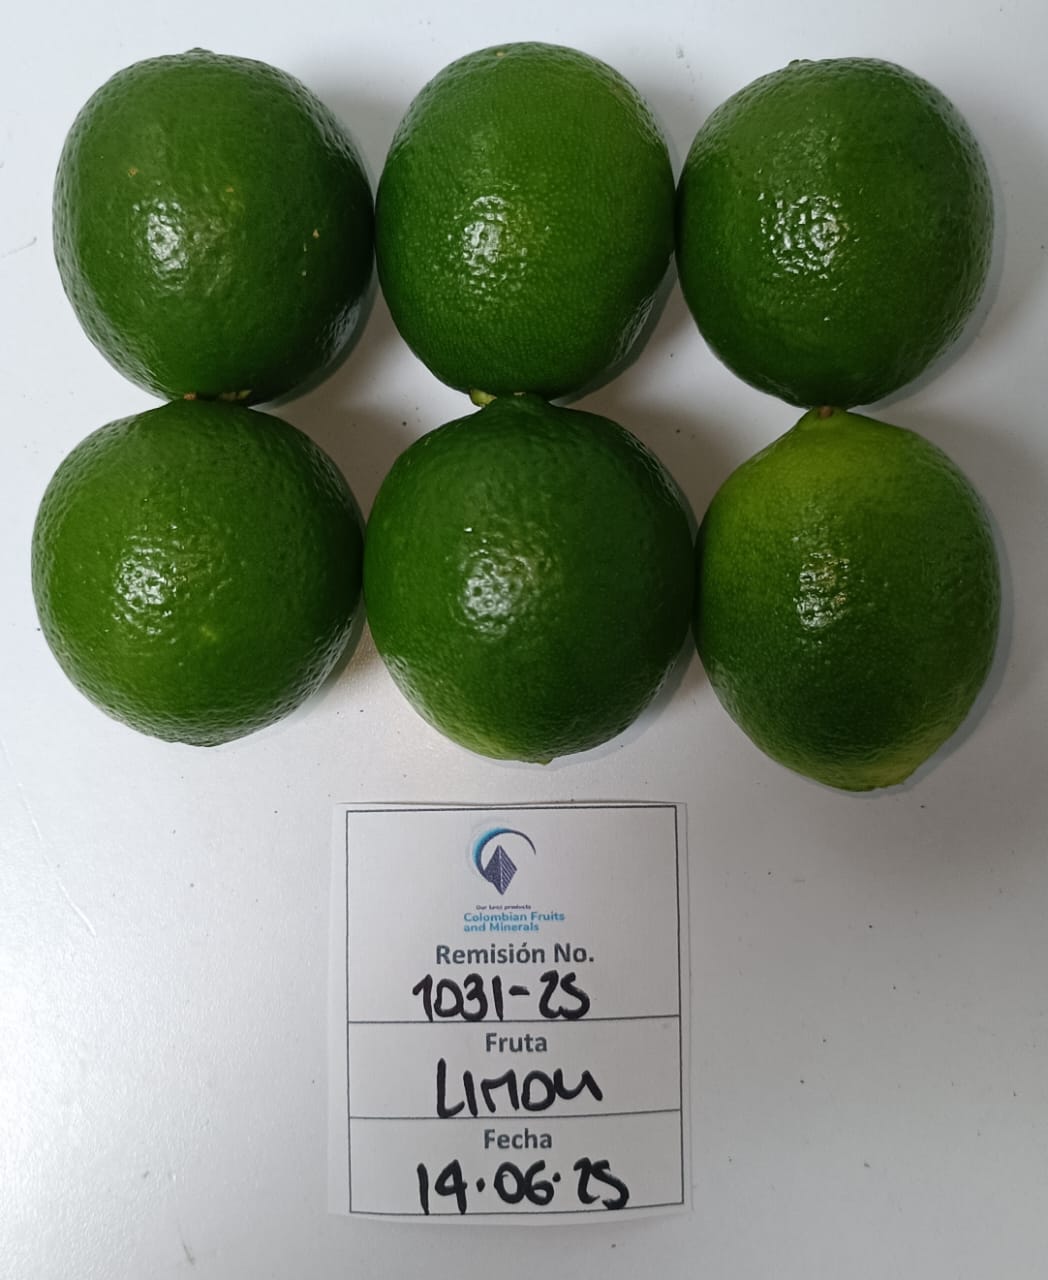 Our best products
Colombian Fruits
and Minerals
Remisión No.
1031-25
Fruta
LIMON
Fecha
14.06.25